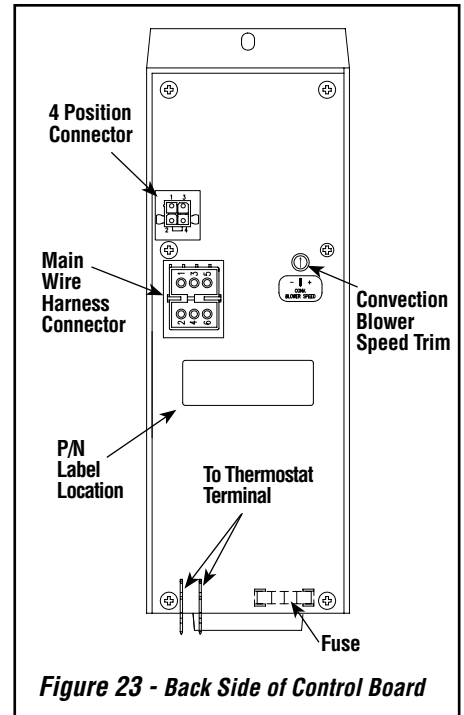 4 Position
Connector
1 3
2 4
Main
Wire
Harness
Connector
1 3 5
2 4 6
- +
CONV.
BLOWER SPEED
Convection
Blower
Speed Trim
P/N
Label
Location
To Thermostat
Terminal
Fuse
Figure 23 - Back Side of Control Board